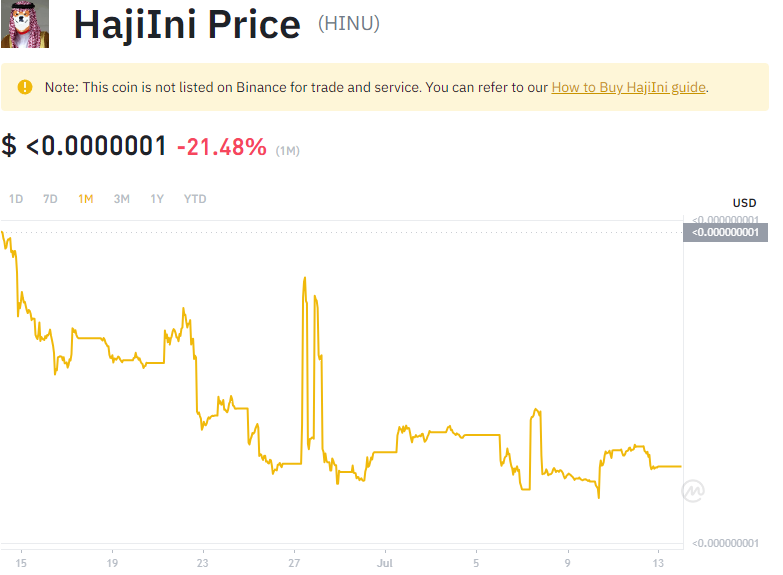 HajiIni Price (HINU)
Note: This coin is not listed on Binance for trade and service. You can refer to our How to Buy HajiIni guide.
$ <0.0000001 -21.48% (1M)
1D 7D 1M 3M 1Y YTD
USD
<0.000000001
<0.000000001
<0.000000001
15 19 23 27 Jul 5 9 13